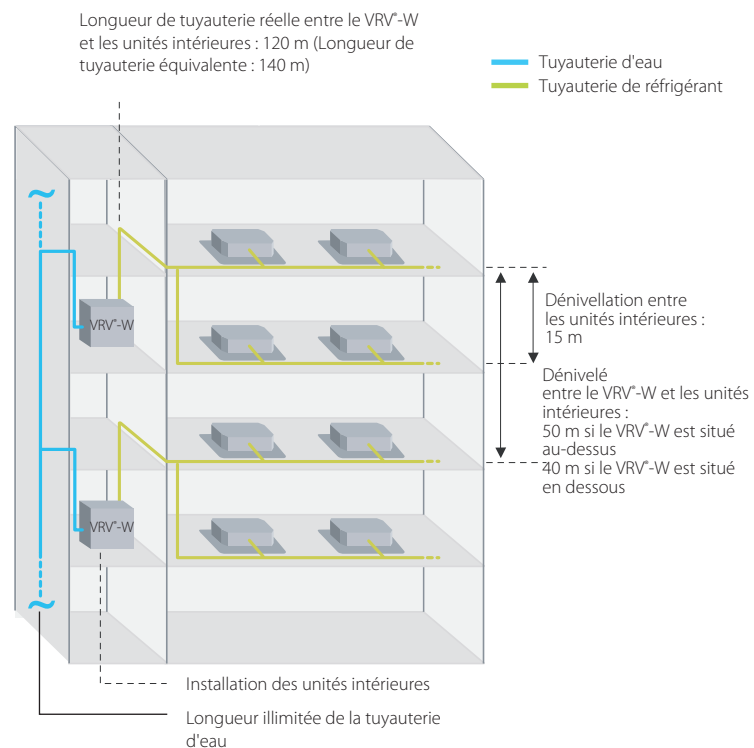 Longueur de tuyauterie réelle entre le VRV®-W
et les unités intérieures : 120 m (Longueur de
tuyauterie équivalente : 140 m)
Tuyauterie d'eau
Tuyauterie de réfrigérant
VRV®-W
Dénivellation entre
les unités intérieures :
15 m
Dénivelé
entre le VRV®-W et les unités
intérieures :
50 m si le VRV®-W est situé
au-dessus
40 m si le VRV®-W est situé
en dessous
VRV®-W
Installation des unités intérieures
Longueur illimitée de la tuyauterie
d'eau